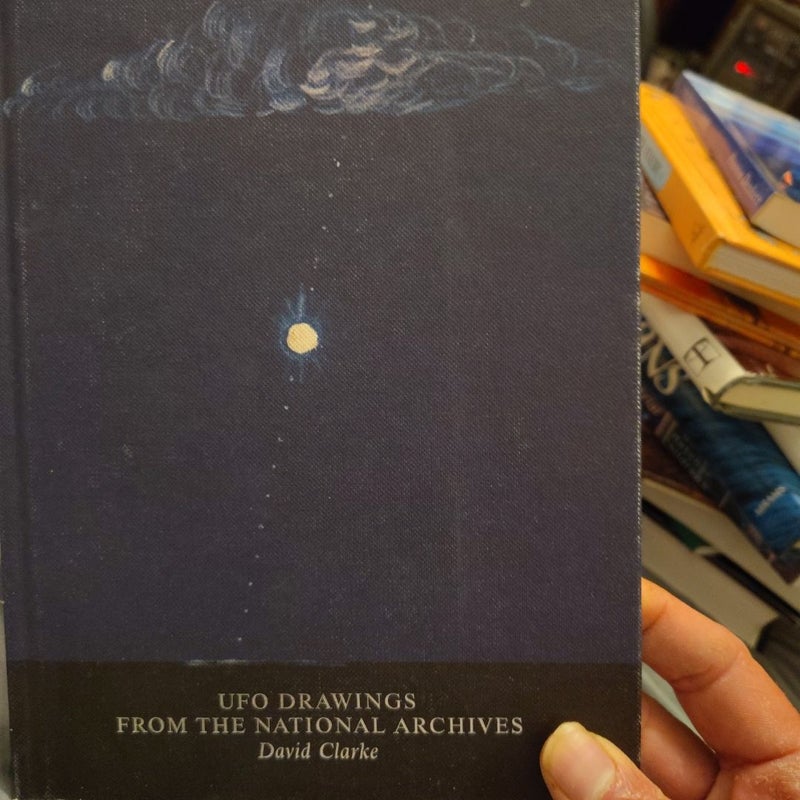 UFO DRAWINGS
FROM THE NATIONAL ARCHIVES
David Clarke